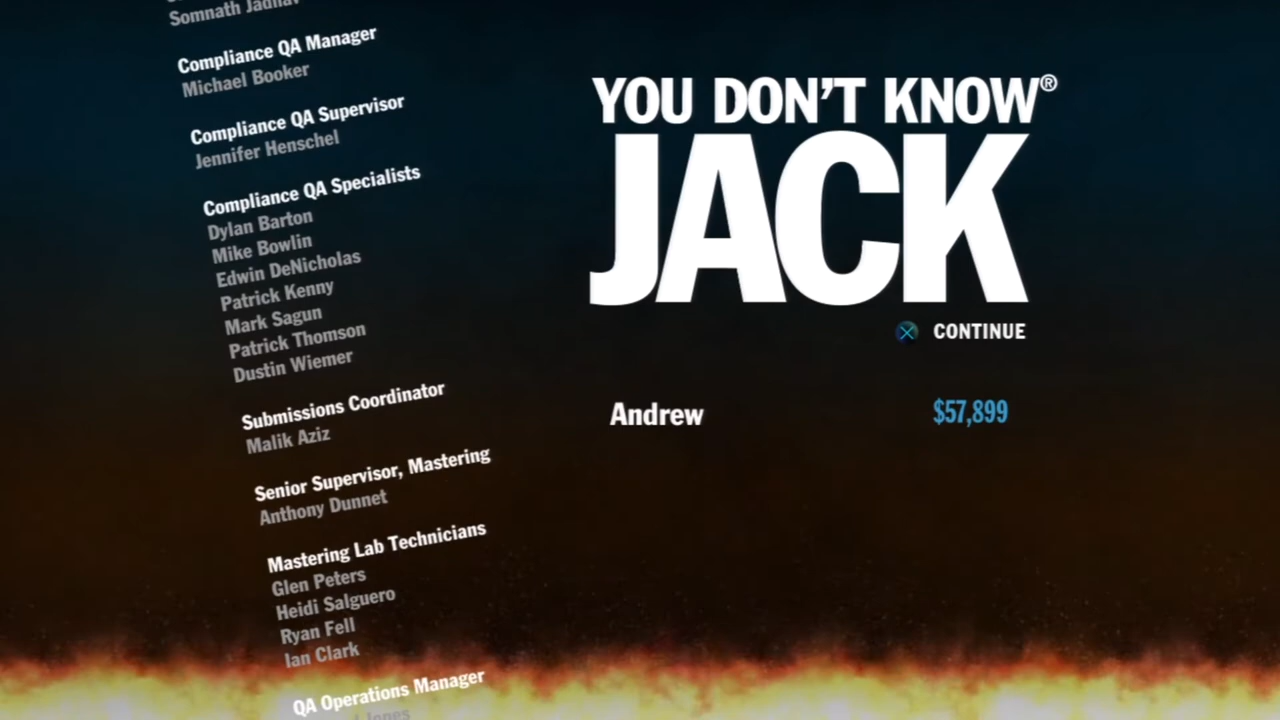 Somnath Jadhav
Compliance QA Manager
Michael Booker
Compliance QA Supervisor
Jennifer Henschel
Compliance QA Specialists
Dylan Barton
Mike Bowlin
Edwin DeNicholas
Patrick Kenny
Mark Sagun
Patrick Thomson
Dustin Wiemer
Submissions Coordinator
Malik Aziz
Senior Supervisor, Mastering
Anthony Dunnet
Mastering Lab Technicians
Glen Peters
Heidi Salguero
Ryan Fell
Ian Clark
QA Operations Manager
Jones
YOU DON'T KNOW®
JACK
CONTINUE
Andrew $57,899